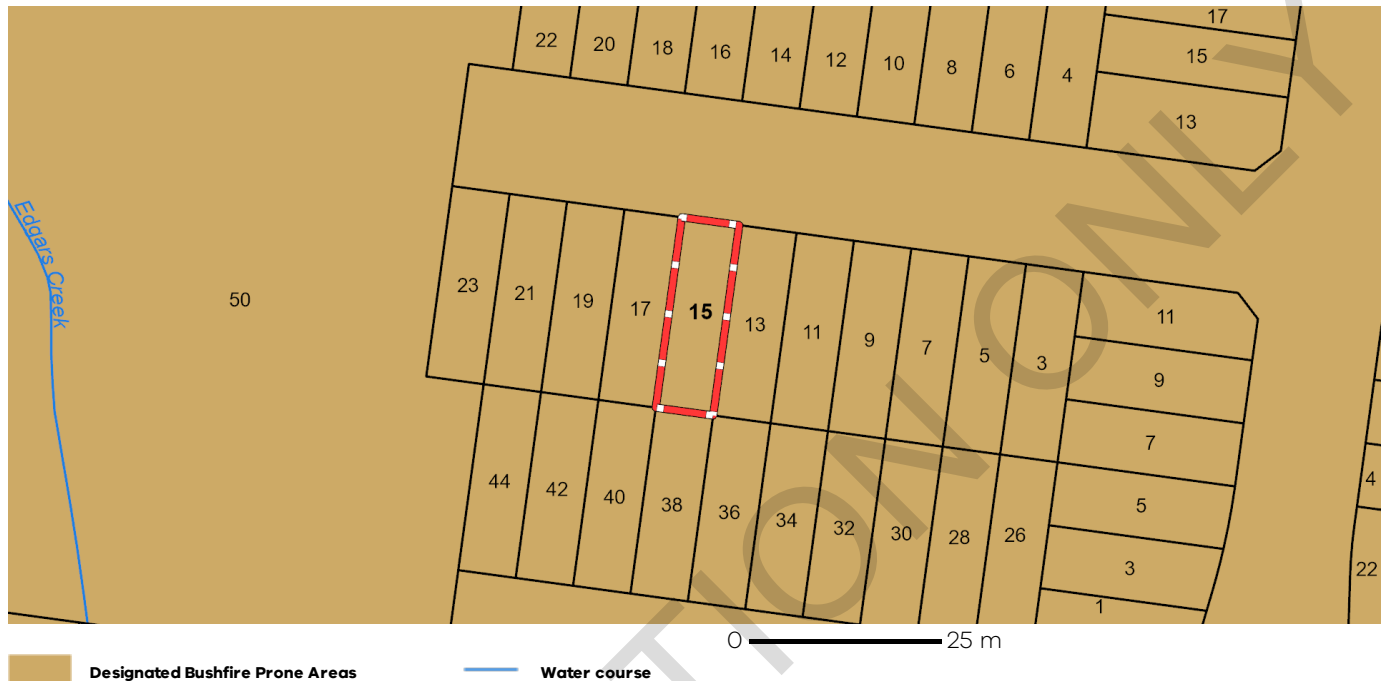 17
22 20 18 16 14 12 10 8 6 4 15
13
Edgars Creek
50
23 21 19 17 15 13 11 9 7 5 3 11
9
7
44 42 40 38 36 34 32 30 28 26 5 4
3 22
1
TION ONLY
0 25 m
Designated Bushfire Prone Areas Water course